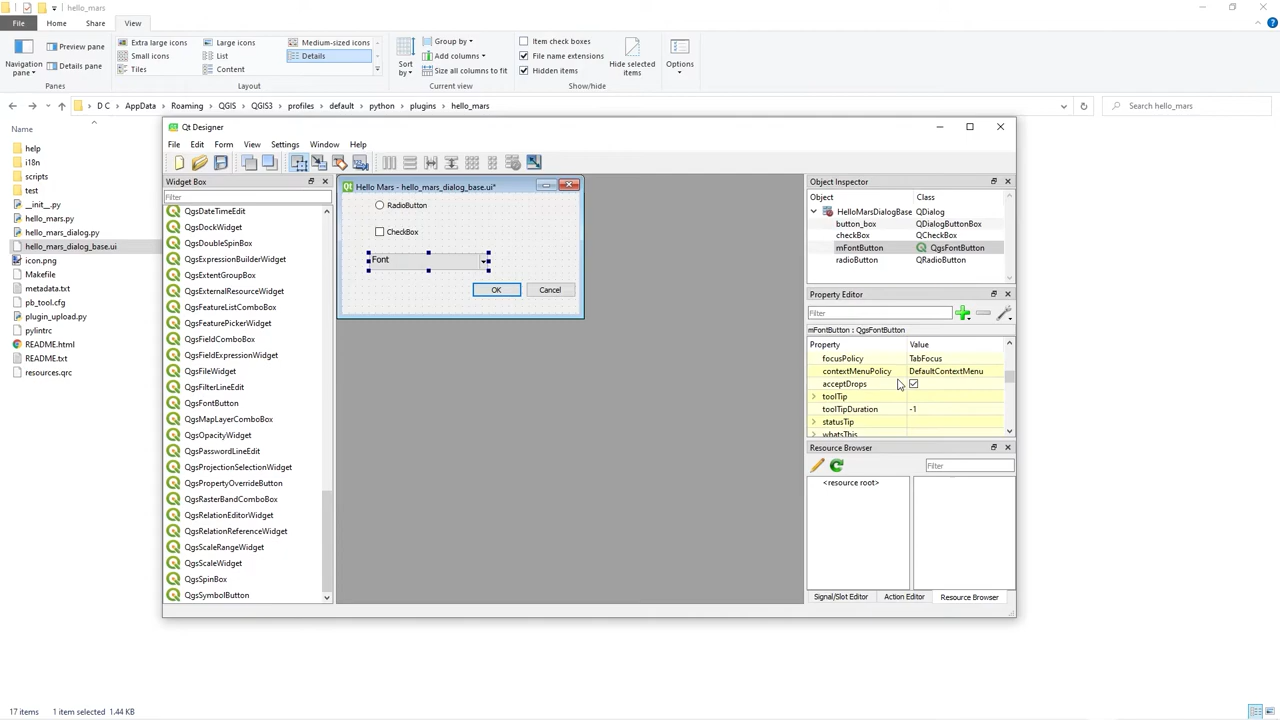 hello_mars
File
Home
Share
View
?
Navigation pane
Preview pane
Details pane
Panes
Extra large icons
Large icons
Medium-sized icons
Small icons
List
Details
Tiles
Content
Layout
Sort by
Group by
Add columns
Size all columns to fit
Current view
Item check boxes
File name extensions
Hidden items
Hide selected items
Show/hide
Options
D C
AppData
Roaming
QGIS
QGIS3
profiles
default
python
plugins
hello_mars
Search hello_mars
Name
help
i18n
scripts
test
__init__.py
hello_mars.py
hello_mars_dialog.py
hello_mars_dialog_base.ui
icon.png
Makefile
metadata.txt
pb_tool.cfg
plugin_upload.py
pylintrc
README.html
README.txt
resources.qrc
Qt Designer
File Edit Form View Settings Window Help
Widget Box
Filter
QgsDateTimeEdit
QgsDockWidget
QgsDoubleSpinBox
QgsExpressionBuilderWidget
QgsExtentGroupBox
QgsExternalResourceWidget
QgsFeatureListComboBox
QgsFeaturePickerWidget
QgsFieldComboBox
QgsFieldExpressionWidget
QgsFileWidget
QgsFilterLineEdit
QgsFontButton
QgsMapLayerComboBox
QgsOpacityWidget
QgsPasswordLineEdit
QgsProjectionSelectionWidget
QgsPropertyOverrideButton
QgsRasterBandComboBox
QgsRelationEditorWidget
QgsRelationReferenceWidget
QgsScaleRangeWidget
QgsScaleWidget
QgsSpinBox
QgsSymbolButton
Hello Mars - hello_mars_dialog_base.ui*
RadioButton
CheckBox
Font
OK
Cancel
Object Inspector
Object Class
HelloMarsDialogBase QDialog
button_box QDialogButtonBox
checkBox QCheckBox
mFontButton QgsFontButton
radioButton QRadioButton
Property Editor
Filter
mFontButton : QgsFontButton
Property Value
focusPolicy TabFocus
contextMenuPolicy DefaultContextMenu
acceptDrops
toolTip
toolTipDuration -1
statusTip
whatsThis
Resource Browser
Filter
<resource root>
Signal/Slot Editor
Action Editor
Resource Browser
17 items
1 item selected 1.44 KB